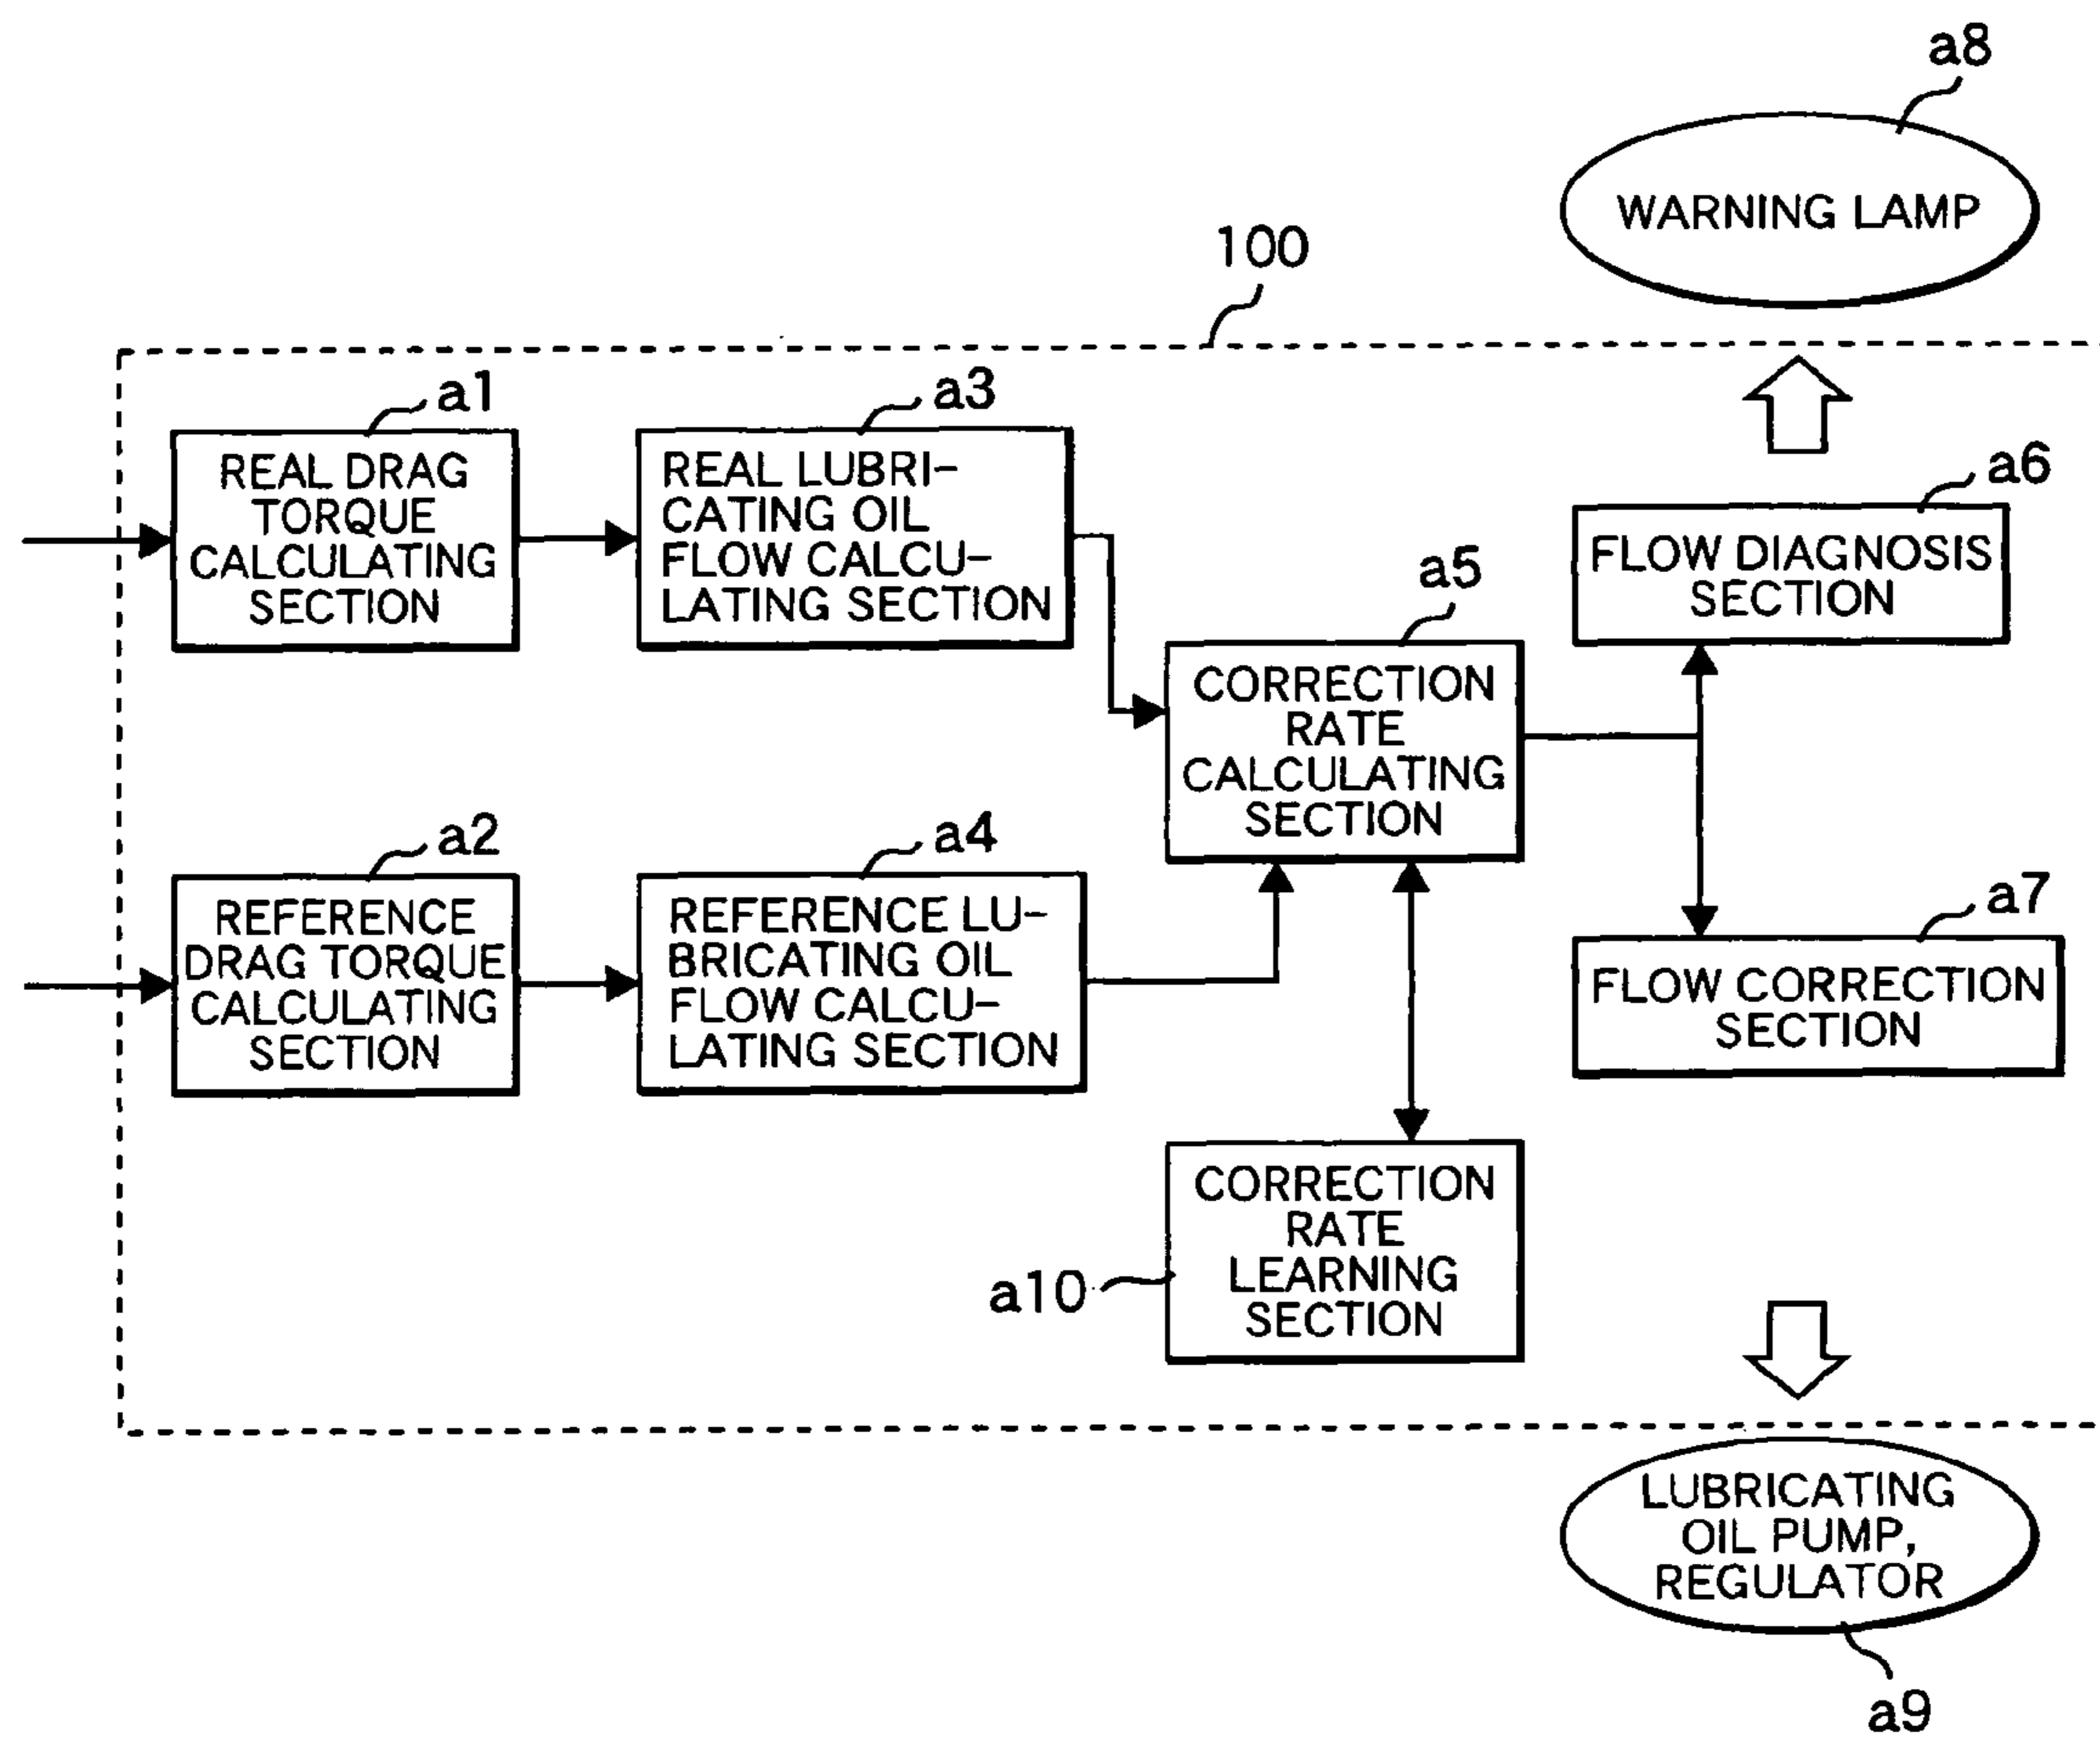 a8
WARNING LAMP
100
a1
REAL DRAG
TORQUE
CALCULATING
SECTION
a3
REAL LUBRI-
CATING OIL
FLOW CALCU-
LATING SECTION
a6
FLOW DIAGNOSIS
SECTION
a5
CORRECTION
RATE
CALCULATING
SECTION
a2
REFERENCE
DRAG TORQUE
CALCULATING
SECTION
a4
REFERENCE LU-
BRICATING OIL
FLOW CALCU-
LATING SECTION
a7
FLOW CORRECTION
SECTION
a10
CORRECTION
RATE
LEARNING
SECTION
LUBRICATING
OIL PUMP,
REGULATOR
a9